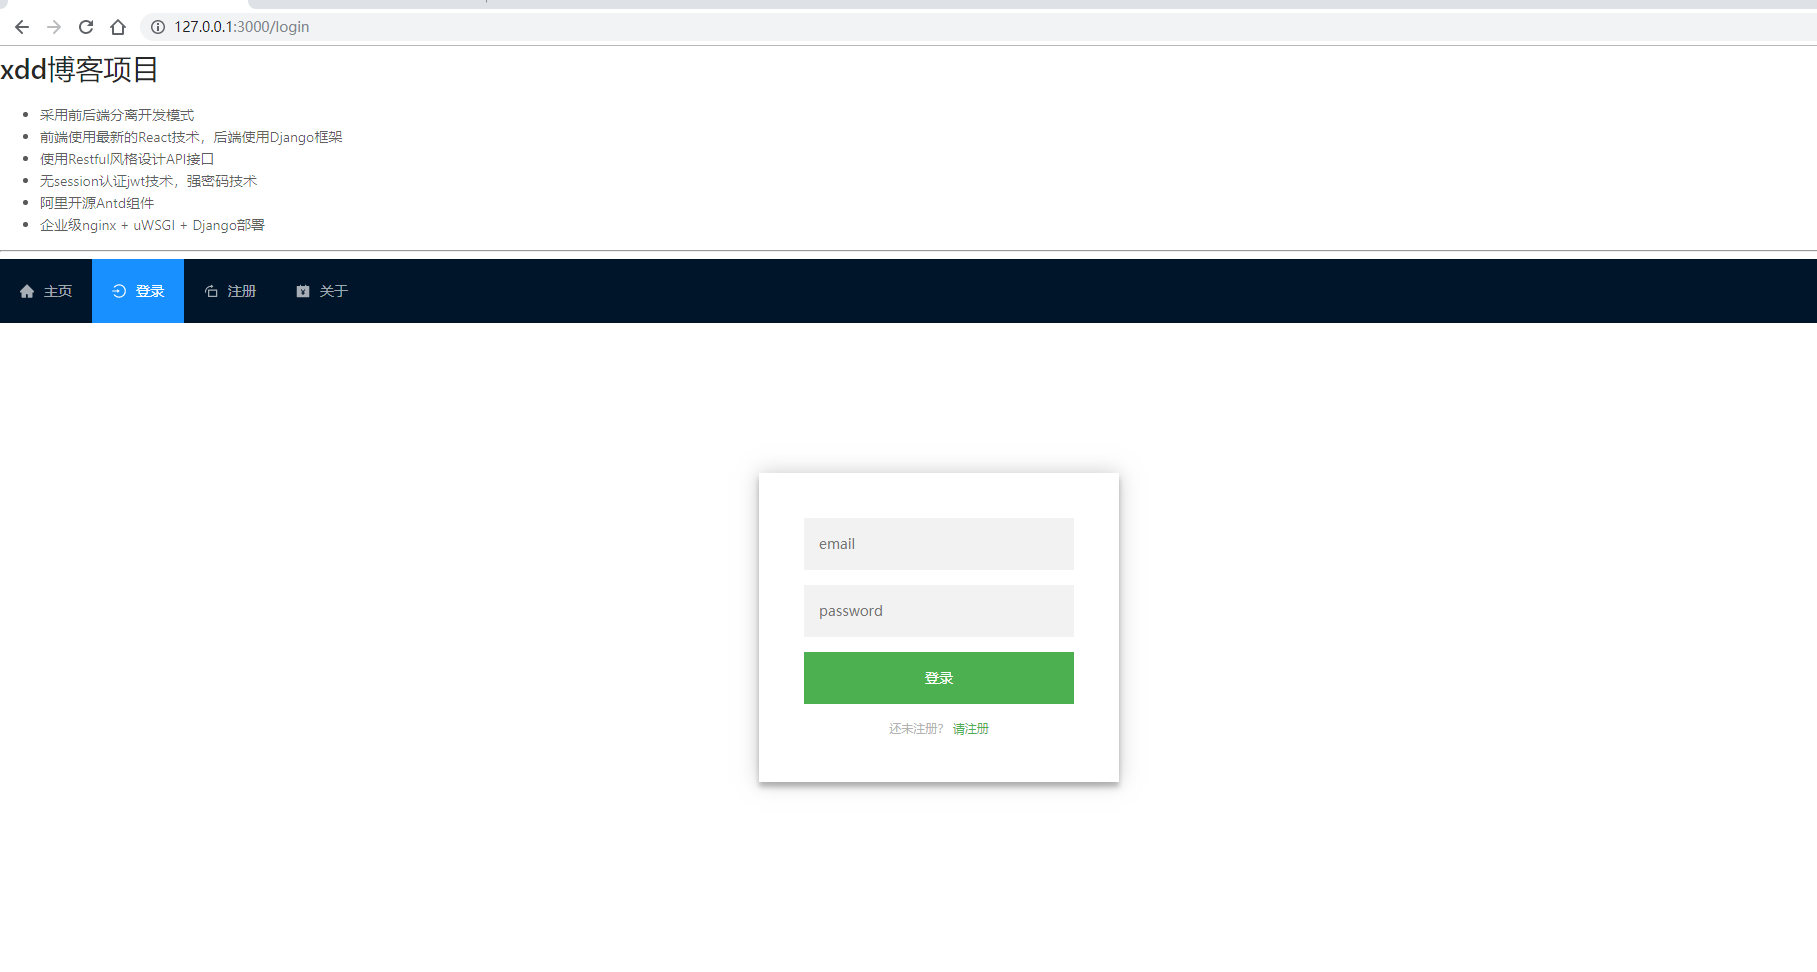 127.0.0.1:3000/login
xdd博客项目
采用前后端分离开发模式
前端使用最新的React技术，后端使用Django框架
使用Restful风格设计API接口
无session认证jwt技术，强密码技术
阿里开源Antd组件
企业级nginx + uWSGI + Django部署
主页 登录 注册 关于
email
password
登录
还未注册？ 请注册